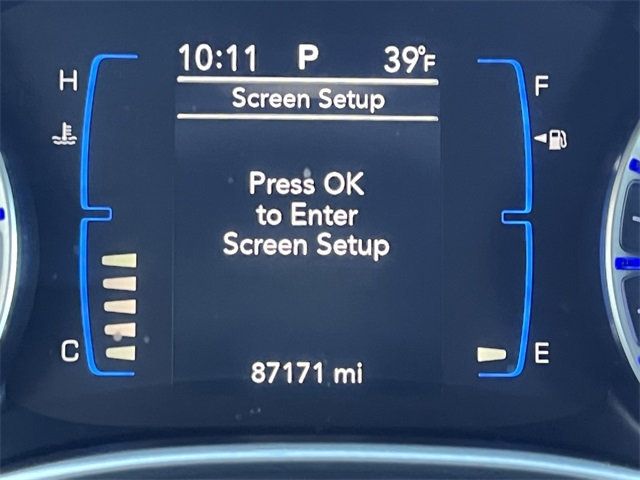 10:11 P 39°F
Screen Setup
H
F
Press OK
to Enter
Screen Setup
C
E
87171 mi